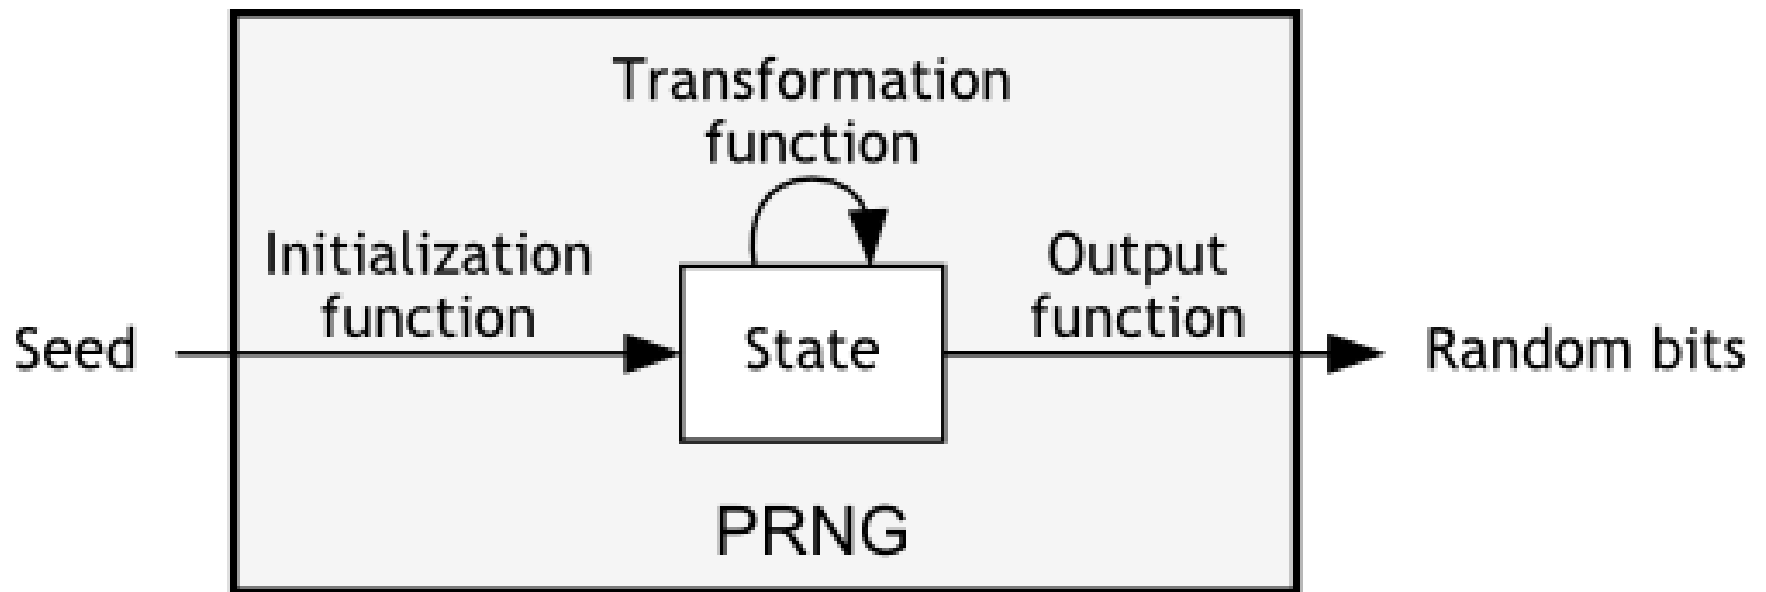 Transformation
function
Initialization
function
Output
function
Seed
State
Random bits
PRNG